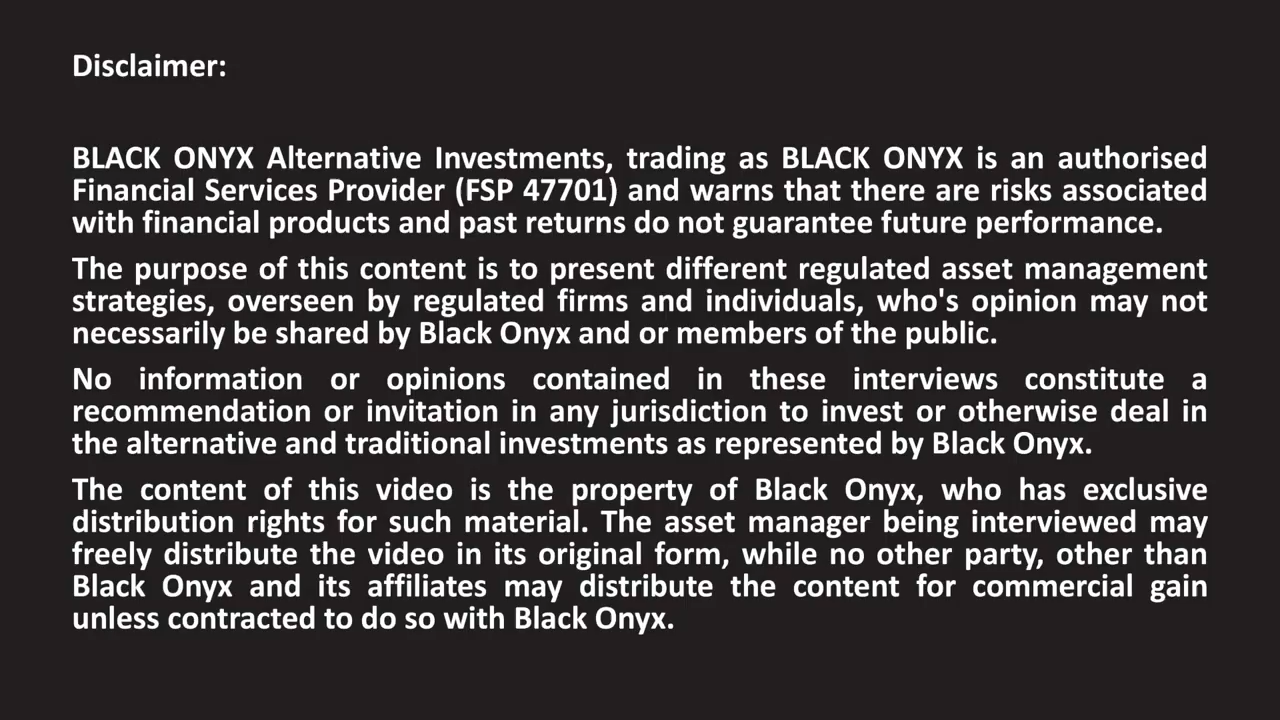 Disclaimer:
BLACK ONYX Alternative Investments, trading as BLACK ONYX is an authorised
Financial Services Provider (FSP 47701) and warns that there are risks associated
with financial products and past returns do not guarantee future performance.
The purpose of this content is to present different regulated asset management
strategies, overseen by regulated firms and individuals, who's opinion may not
necessarily be shared by Black Onyx and or members of the public.
No information or opinions contained in these interviews constitute a
recommendation or invitation in any jurisdiction to invest or otherwise deal in
the alternative and traditional investments as represented by Black Onyx.
The content of this video is the property of Black Onyx, who has exclusive
distribution rights for such material. The asset manager being interviewed may
freely distribute the video in its original form, while no other party, other than
Black Onyx and its affiliates may distribute the content for commercial gain
unless contracted to do so with Black Onyx.